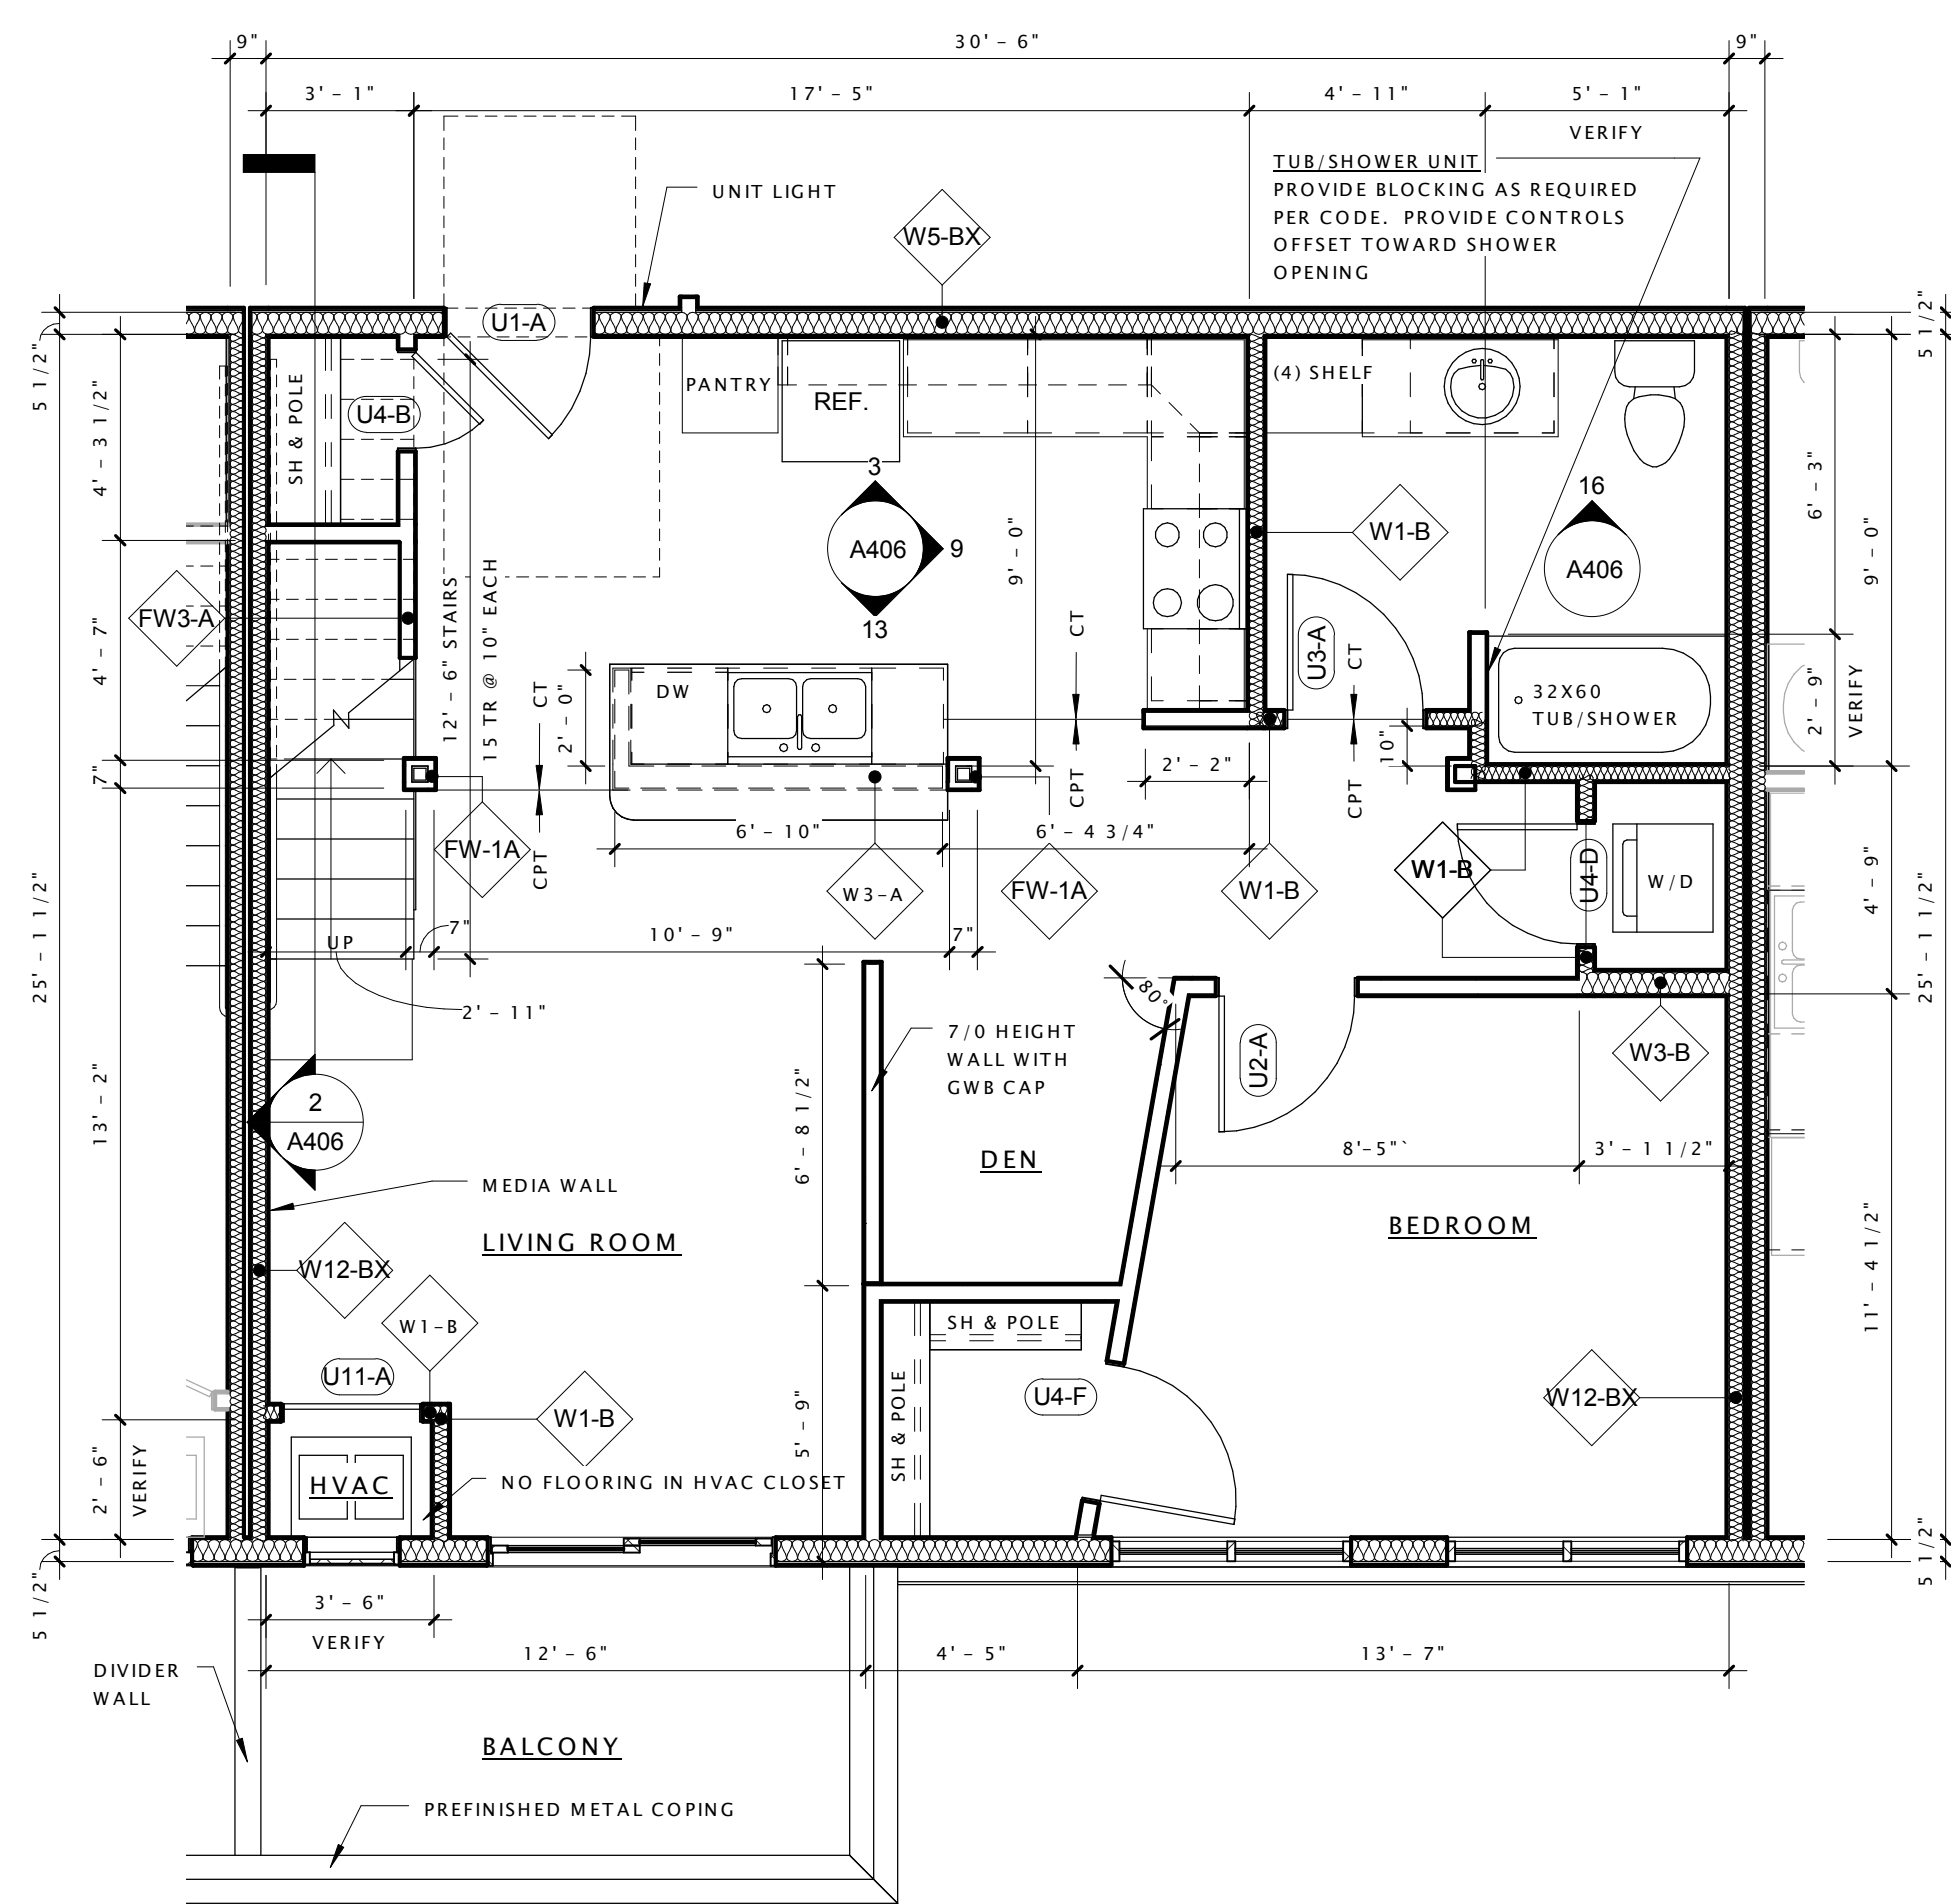 9"
30' – 6"
9"
3' – 1"
17' – 5"
4' – 11"
5' – 1"
VERIFY
TUB/SHOWER UNIT
PROVIDE BLOCKING AS REQUIRED
PER CODE.  PROVIDE CONTROLS
OFFSET TOWARD SHOWER
OPENING
UNIT LIGHT
W5-BX
U1-A
5 1/2"
5 1/2"
4' – 3 1/2"
SH & POLE
U4-B
PANTRY
REF.
(4) SHELF
3
A406
9
13
9' – 0"
W1-B
16
A406
6' – 3"
9' – 0"
FW3-A
4' – 7"
12' – 6" STAIRS
15 TR @ 10" EACH
CT
2' – 0"
DW
CT
U3-A
CT
32X60
TUB/SHOWER
2' – 9"
VERIFY
7"
CPT
2' – 2"
CPT
10"
CPT
6' – 10"
6' – 4 3/4"
FW-1A
W3-A
FW-1A
W1-B
W1-B
U4-D
W/D
4' – 9"
25' – 1 1/2"
25' – 1 1/2"
UP
7"
10' – 9"
7"
2' – 11"
80°
7/0 HEIGHT
WALL WITH
GWB CAP
U2-A
W3-B
13' – 2"
2
A406
6' – 8 1/2"
DEN
8'–5"`
3' – 1 1/2"
MEDIA WALL
LIVING ROOM
BEDROOM
11' – 4 1/2"
W12-BX
W1–B
U11-A
SH & POLE
SH & POLE
U4-F
W12-BX
W1-B
5' – 9"
2' – 6"
VERIFY
HVAC
NO FLOORING IN HVAC CLOSET
5 1/2"
5 1/2"
3' – 6"
VERIFY
12' – 6"
4' – 5"
13' – 7"
DIVIDER
WALL
BALCONY
PREFINISHED METAL COPING